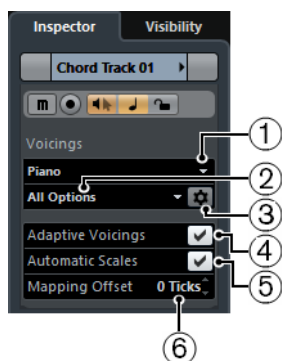 Inspector Visibility
Chord Track 01
m
Voicings
Piano
All Options
Adaptive Voicings
Automatic Scales
Mapping Offset 0 Ticks
1
2
3
4
5
6